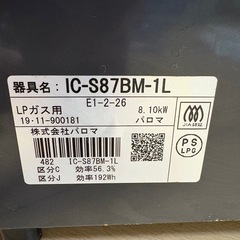 器具名: IC-S87BM-1L
E1-2-26
LPガス用 8.10kW
19・11-900181 パロマ
株式会社パロマ
482 IC-S87BM-1L
区分C 効率56.3%
区分J 効率192Wh
JIA
PS
LPG